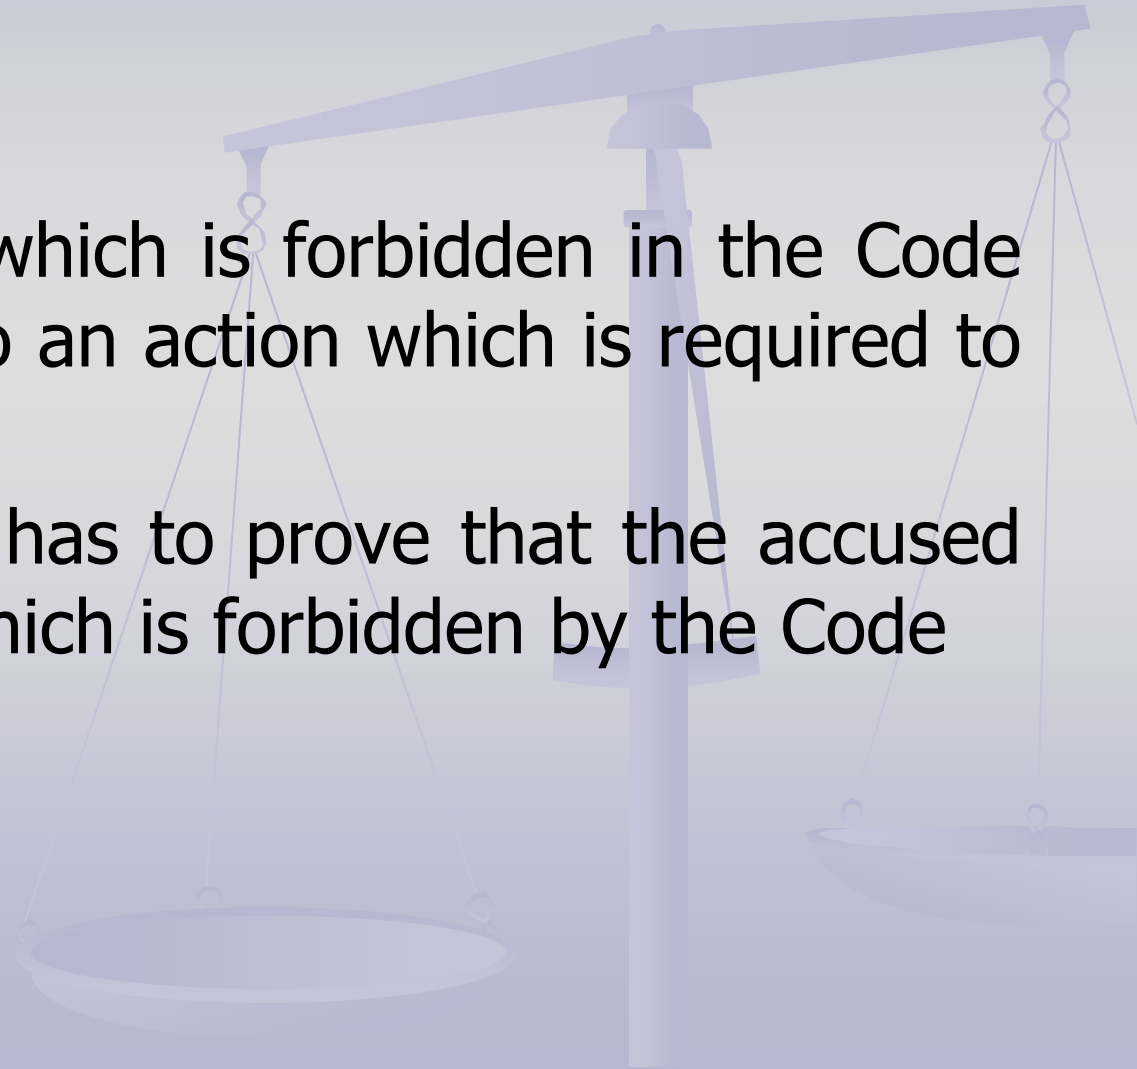 which is forbidden in the Code
an action which is required to
has to prove that the accused
is forbidden by the Code